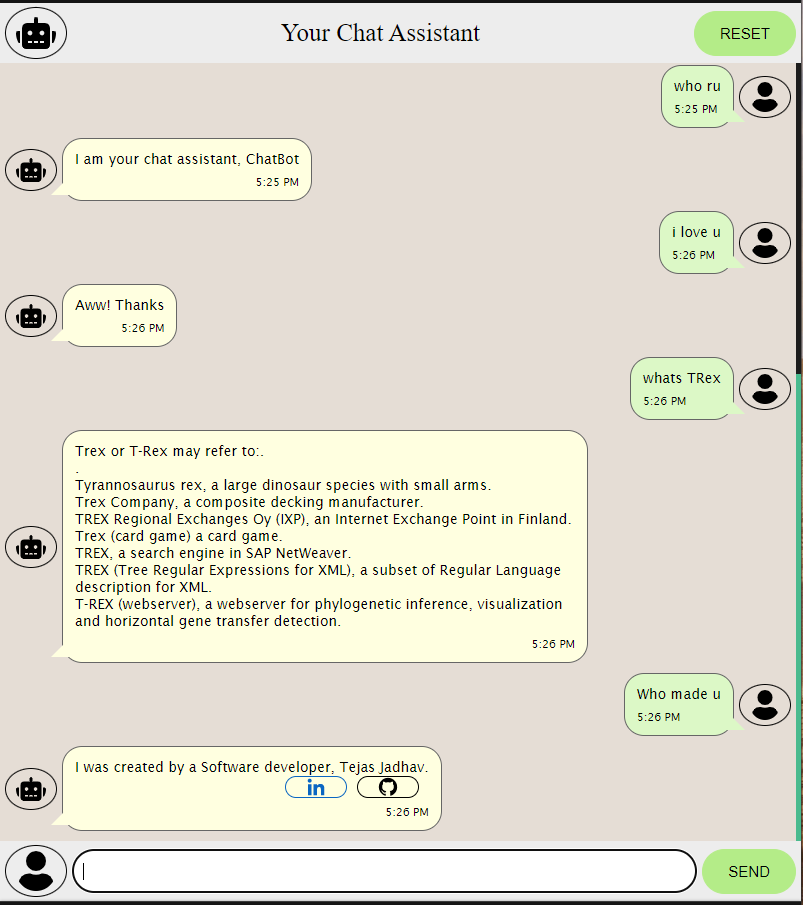 Your Chat Assistant
RESET
who ru
5:25 PM
I am your chat assistant, ChatBot
5:25 PM
i love u
5:26 PM
Aww! Thanks
5:26 PM
whats TRex
5:26 PM
Trex or T-Rex may refer to:.
.
Tyrannosaurus rex, a large dinosaur species with small arms.
Trex Company, a composite decking manufacturer.
TREX Regional Exchanges Oy (IXP), an Internet Exchange Point in Finland.
Trex (card game) a card game.
TREX, a search engine in SAP NetWeaver.
TREX (Tree Regular Expressions for XML), a subset of Regular Language
description for XML.
T-REX (webserver), a webserver for phylogenetic inference, visualization
and horizontal gene transfer detection.
5:26 PM
Who made u
5:26 PM
I was created by a Software developer, Tejas Jadhav.
in
5:26 PM
SEND